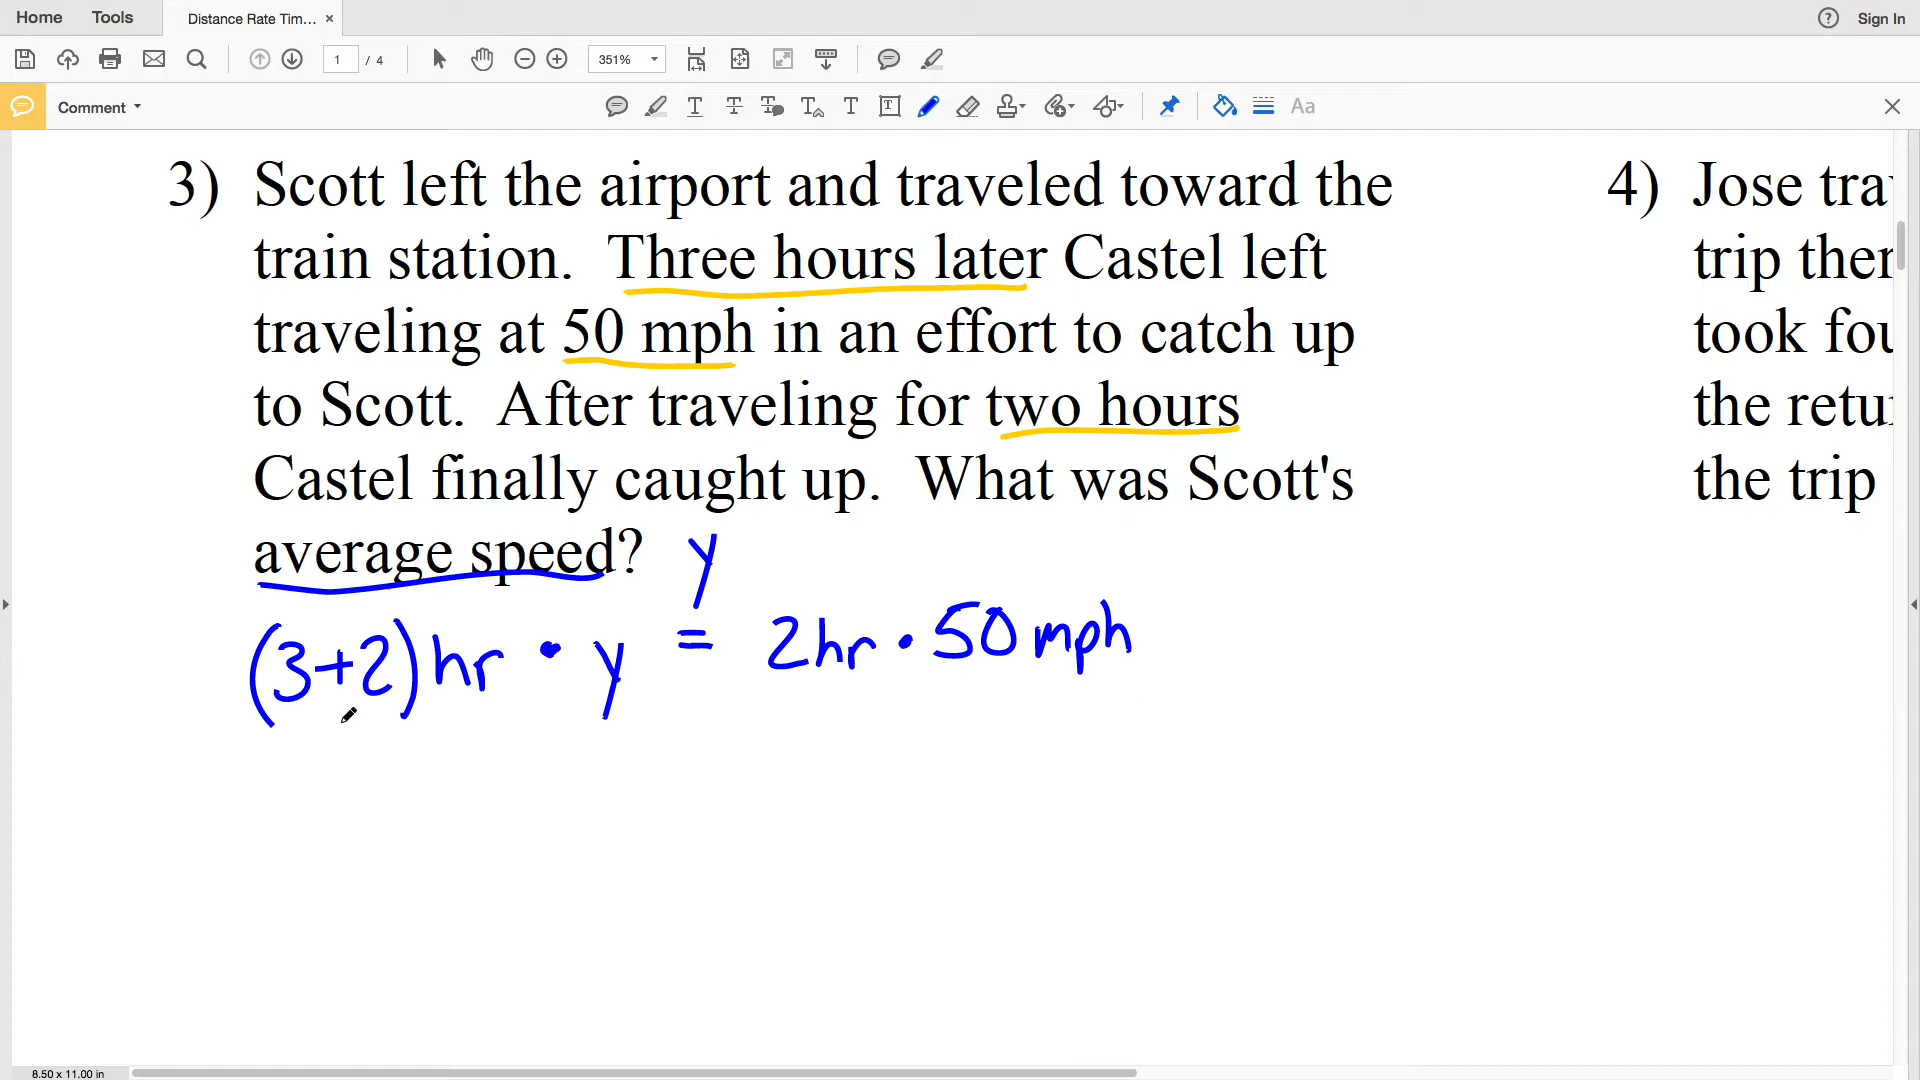 Home Tools Distance Rate Tim... × ? Sign In
1 / 4 351%
Comment T T T T T T Aa
3) Scott left the airport and traveled toward the
train station. Three hours later Castel left
traveling at 50 mph in an effort to catch up
to Scott. After traveling for two hours
Castel finally caught up. What was Scott's
average speed? y
(3+2) hr • y = 2hr • 50 mph
4) Jose tra
trip ther
took fou
the retu
the trip
8.50 x 11.00 in